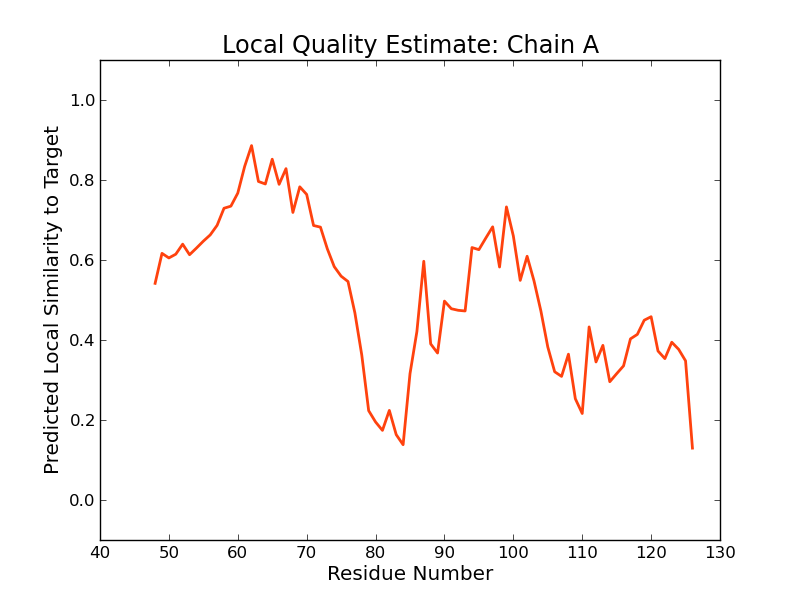 Local Quality Estimate: Chain A
Predicted Local Similarity to Target
1.0
0.8
0.6
0.4
0.2
0.0
40 50 60 70 80 90 100 110 120 130
Residue Number